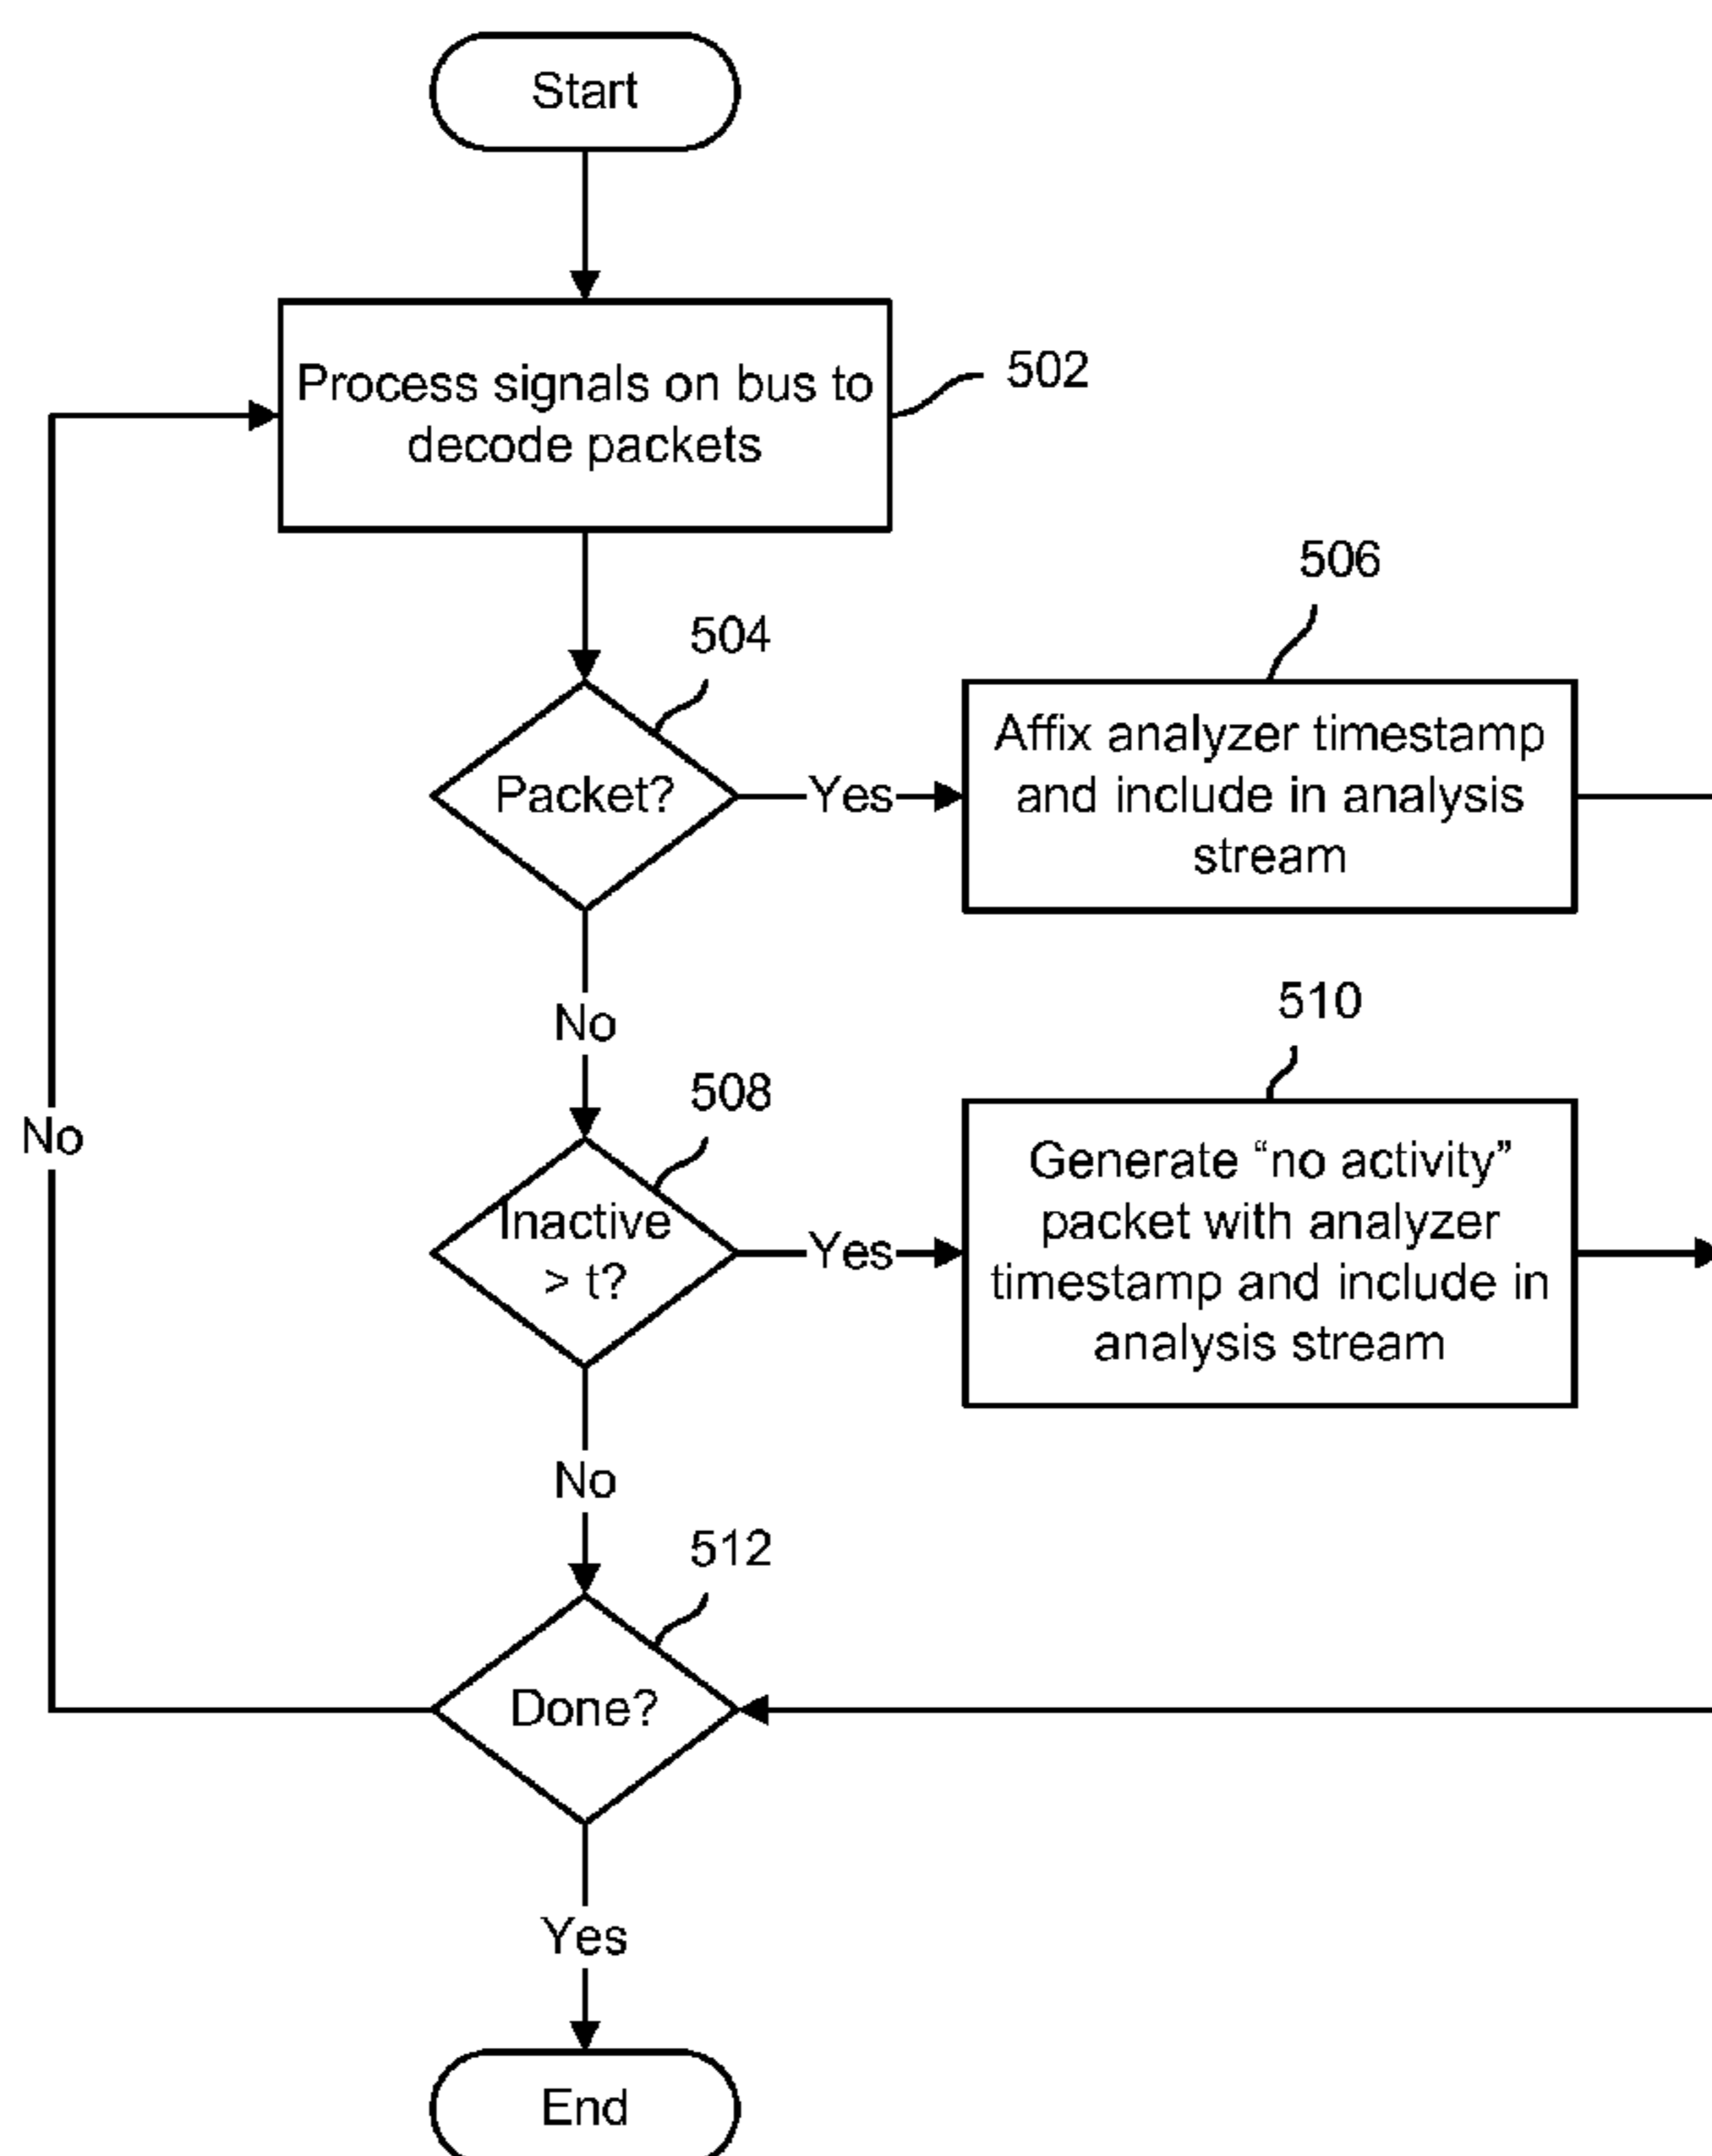 Start
Process signals on bus to
decode packets
502
504
Packet?
Yes
506
Affix analyzer timestamp
and include in analysis
stream
No
508
Inactive
> t?
Yes
510
Generate “no activity”
packet with analyzer
timestamp and include in
analysis stream
No
512
Done?
No
Yes
End